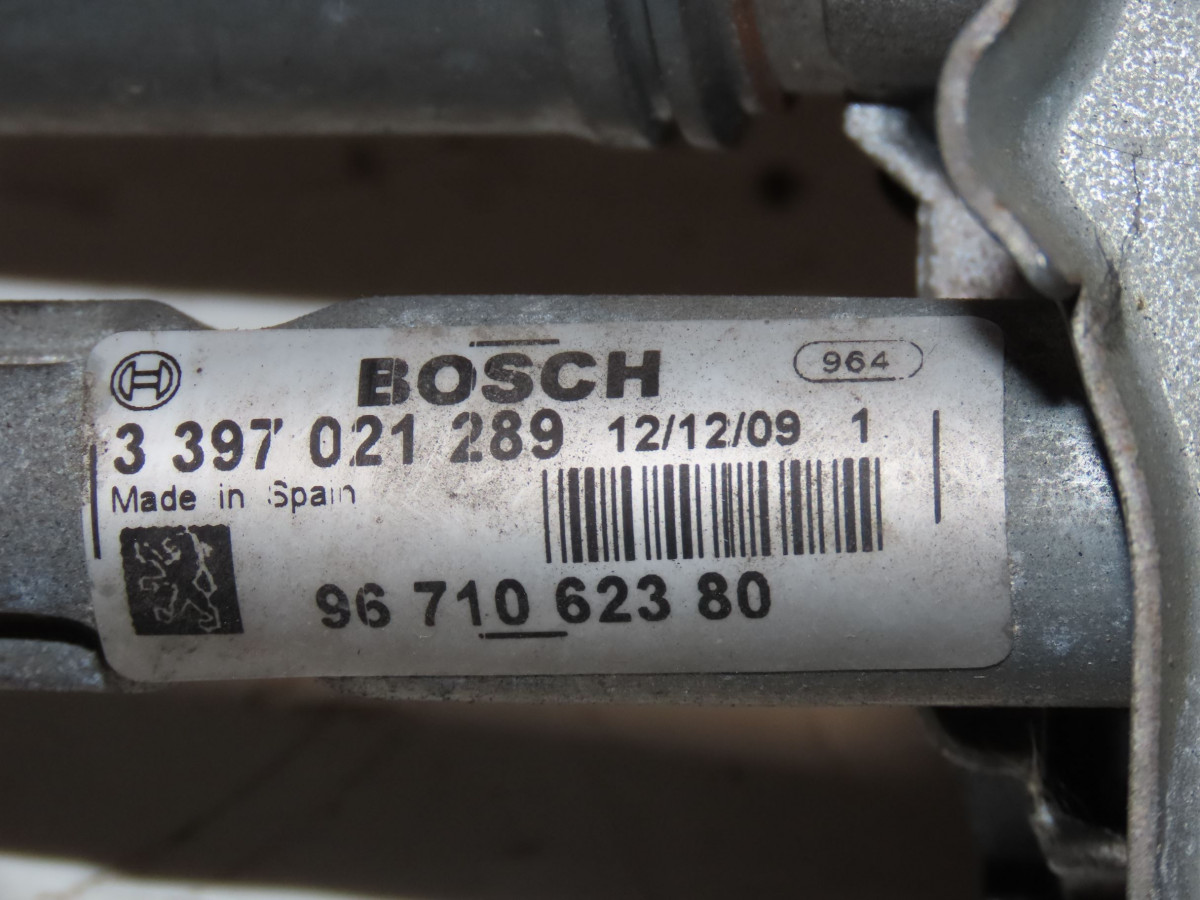 BOSCH 964
3 397 021 289 12/12/09 1
Made in Spain
96 710 623 80